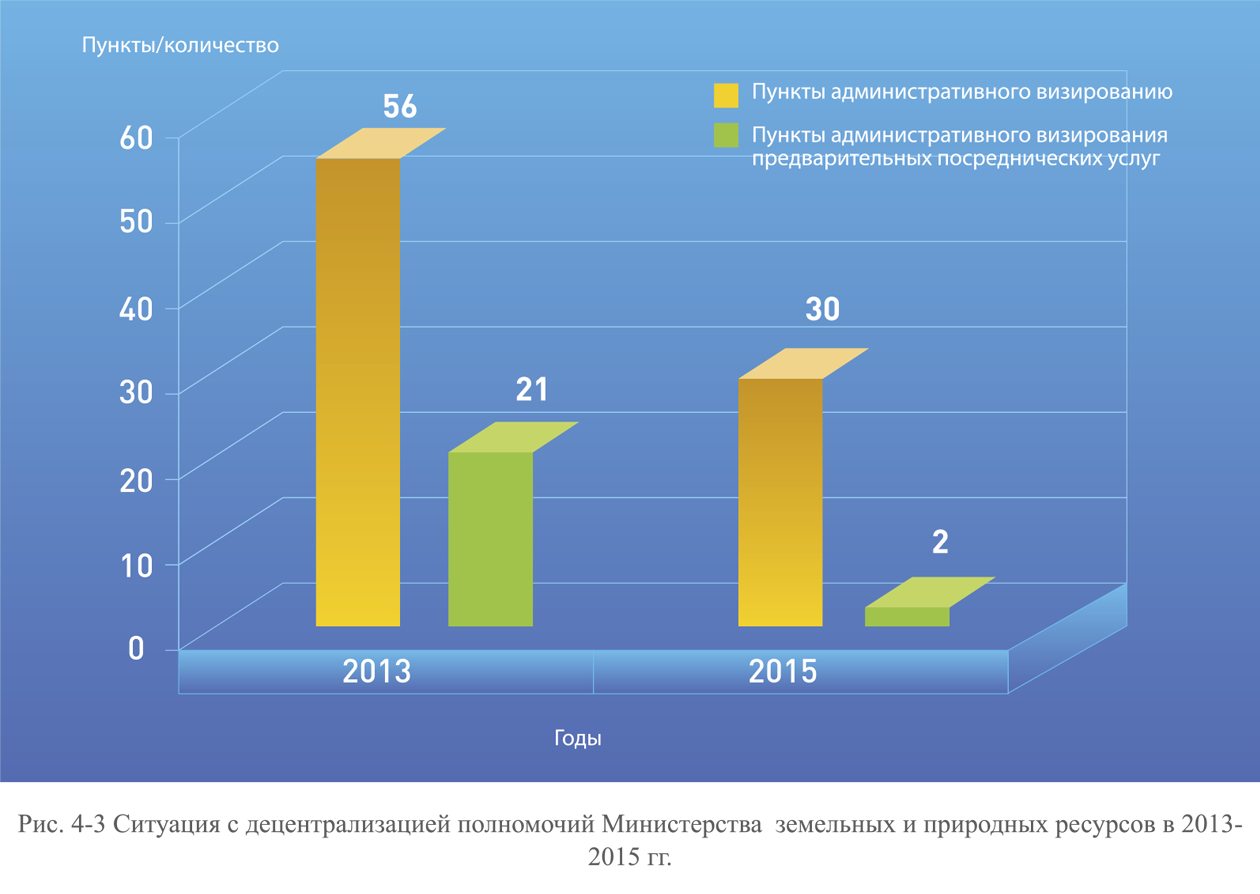 Пункты/количество
Пункты административного визированию
Пункты административного визирования
предварительных посреднических услуг
60
50
40
30
20
10
0
56
21
30
2
2013
2015
Годы
Рис. 4-3 Ситуация с децентрализацией полномочий Министерства земельных и природных ресурсов в 2013-
2015 гг.